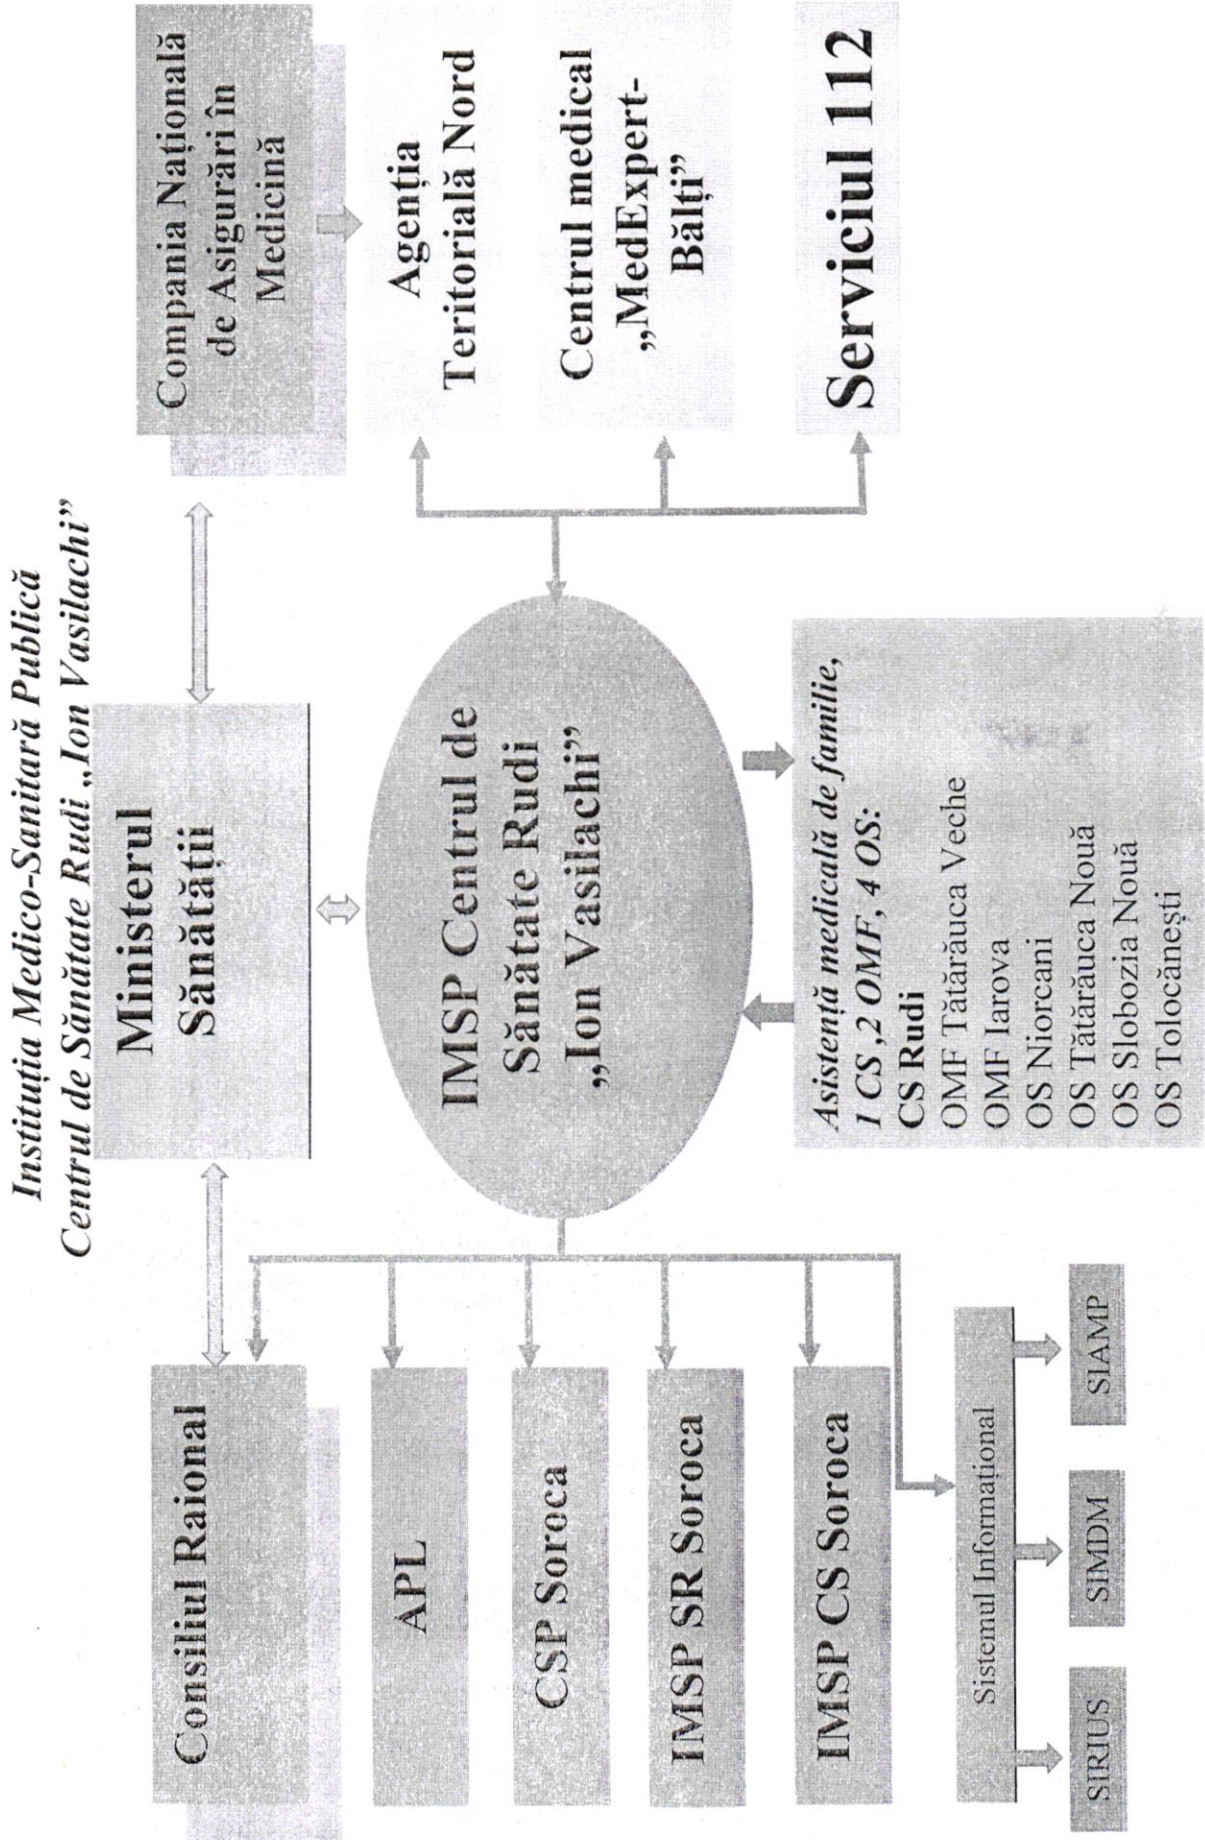 Instituția Medico-Sanitară Publică
Centrul de Sănătate Rudi „Ion Vasilachi”
Consiliul Raional
Ministerul
Sănătății
Compania Națională
de Asigurări în
Medicină
APL
CSP Soroca
IMSP SR Soroca
IMSP CS Soroca
Sistemul Informațional
SIRIUS
SIMDM
SIAMP
IMSP Centrul de
Sănătate Rudi
„Ion Vasilachi”
Agenția
Teritorială Nord
Centrul medical
„MedExpert-
Bălți”
Serviciul 112
Asistență medicală de familie,
1 CS ,2 OMF, 4 OS:
CS Rudi
OMF Tătărăuca Veche
OMF Iarova
OS Niorcani
OS Tătărăuca Nouă
OS Slobozia Nouă
OS Tolocănești